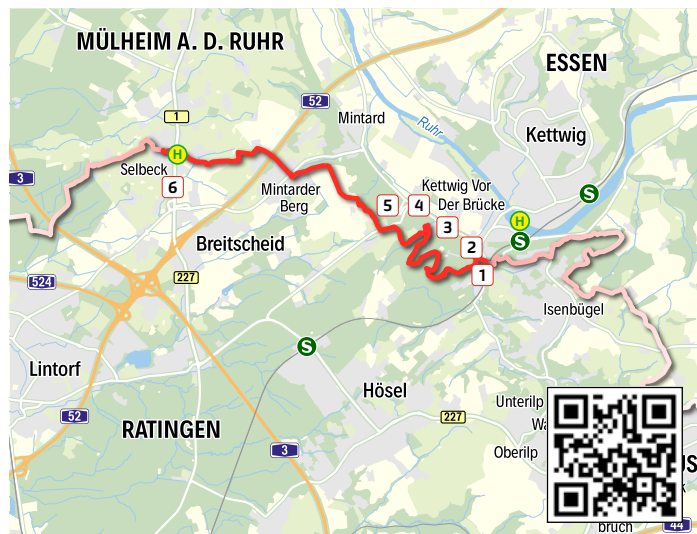 MÜLHEIM A. D. RUHR
ESSEN
52
1
Mintard
Ruhr
Kettwig
H
Selbeck
3
6
Mintarder
Berg
5
4
Kettwig Vor
Der Brücke
S
H
3
S
2
Breitscheid
1
524
227
Isenbügel
S
Lintorf
Hösel
Unterilp
52
RATINGEN
227
Oberilp
3
44
bruch